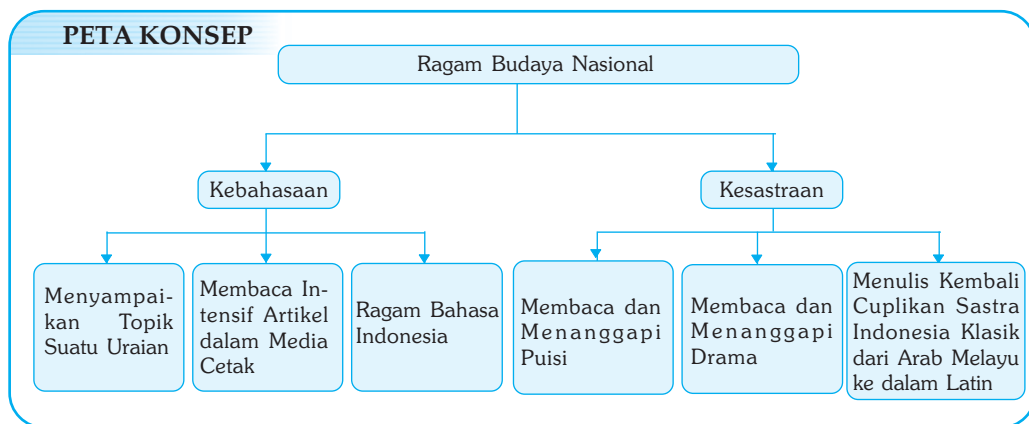 PETA KONSEP
Ragam Budaya Nasional
Kebahasaan
Kesastraan
Menyampai-
kan Topik
Suatu Uraian
Membaca In-
tensif Artikel
dalam Media
Cetak
Ragam Bahasa
Indonesia
Membaca dan
Menanggapi
Puisi
Membaca dan
Menanggapi
Drama
Menulis Kembali
Cuplikan Sastra
Indonesia Klasik
dari Arab Melayu
ke dalam Latin